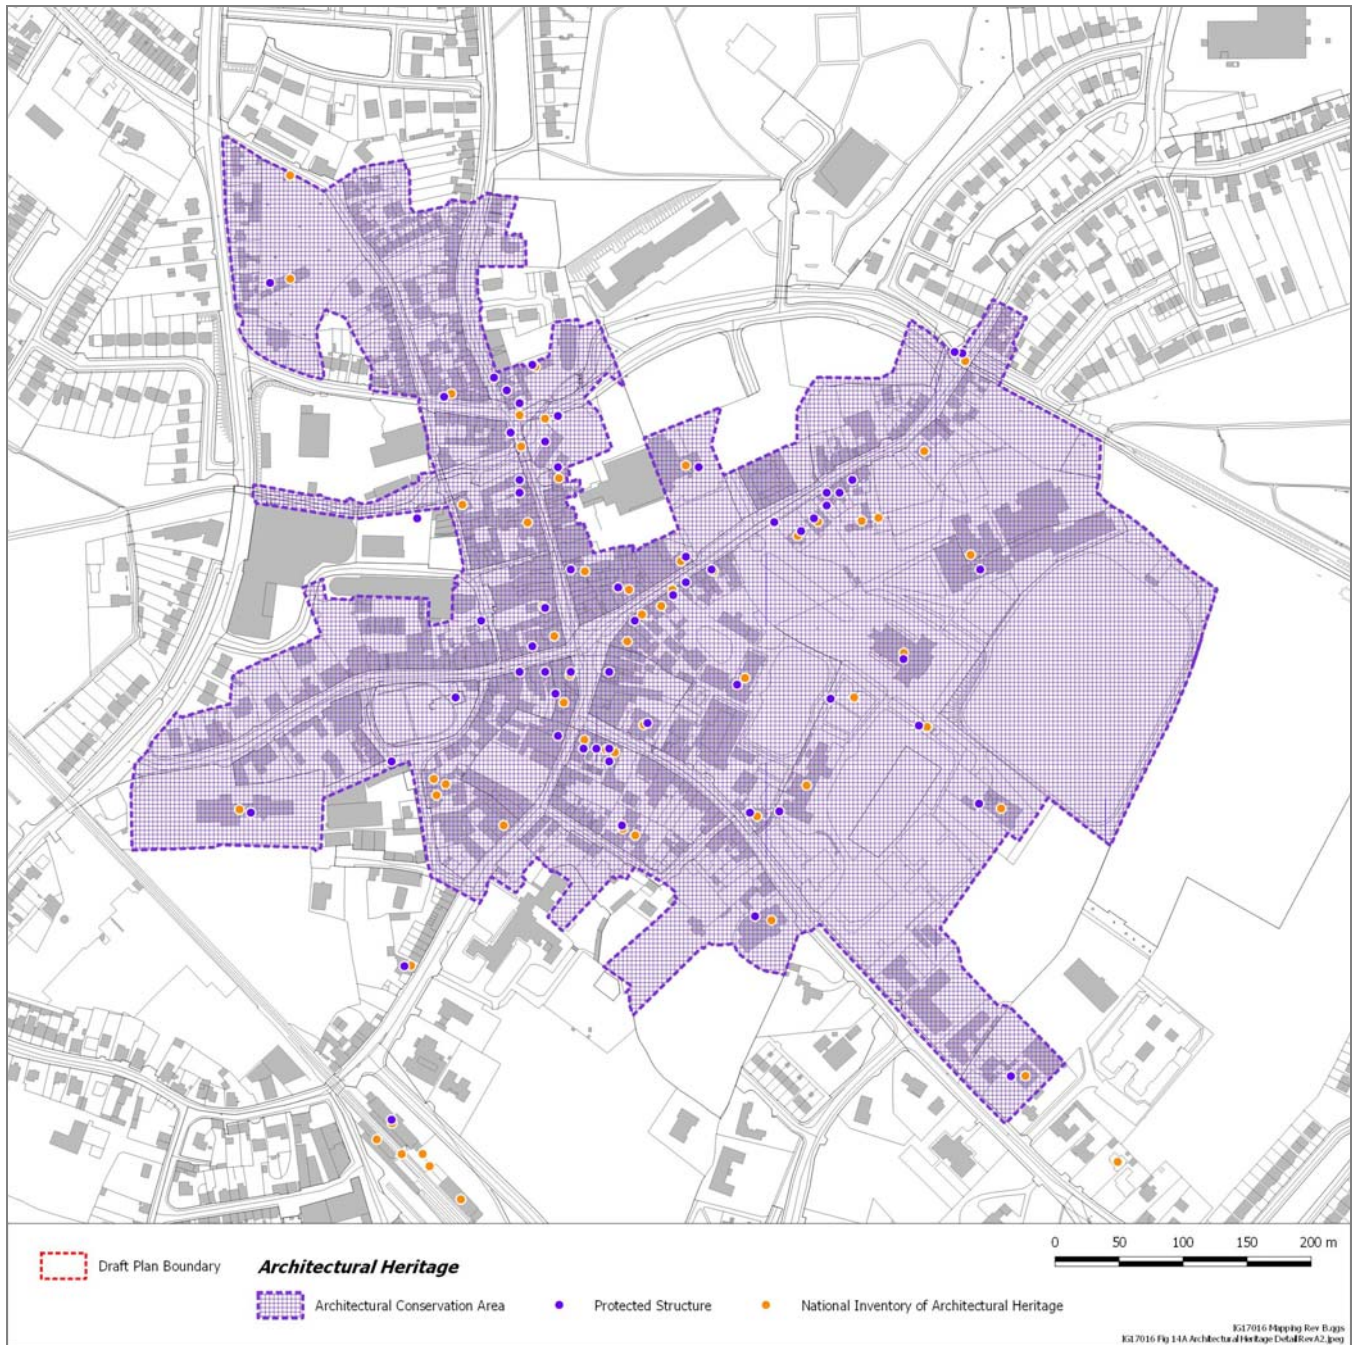 0 50 100 150 200 m
Draft Plan Boundary
Architectural Heritage
Architectural Conservation Area
Protected Structure
National Inventory of Architectural Heritage
IG17016 Mapping Rev B.qgs
IG17016 Fig 14A Architectural Heritage Detail Rev A2.jpeg